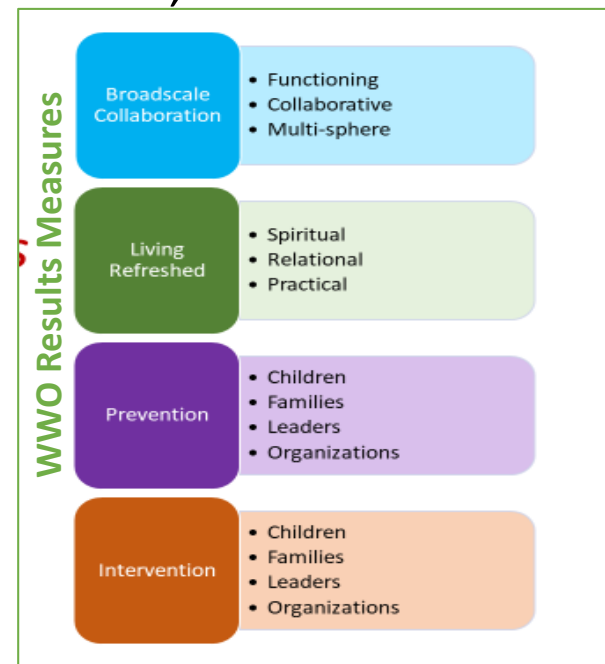 WWO Results Measures
Broadscale
Collaboration
• Functioning
• Collaborative
• Multi-sphere
Living
Refreshed
• Spiritual
• Relational
• Practical
Prevention
• Children
• Families
• Leaders
• Organizations
Intervention
• Children
• Families
• Leaders
• Organizations